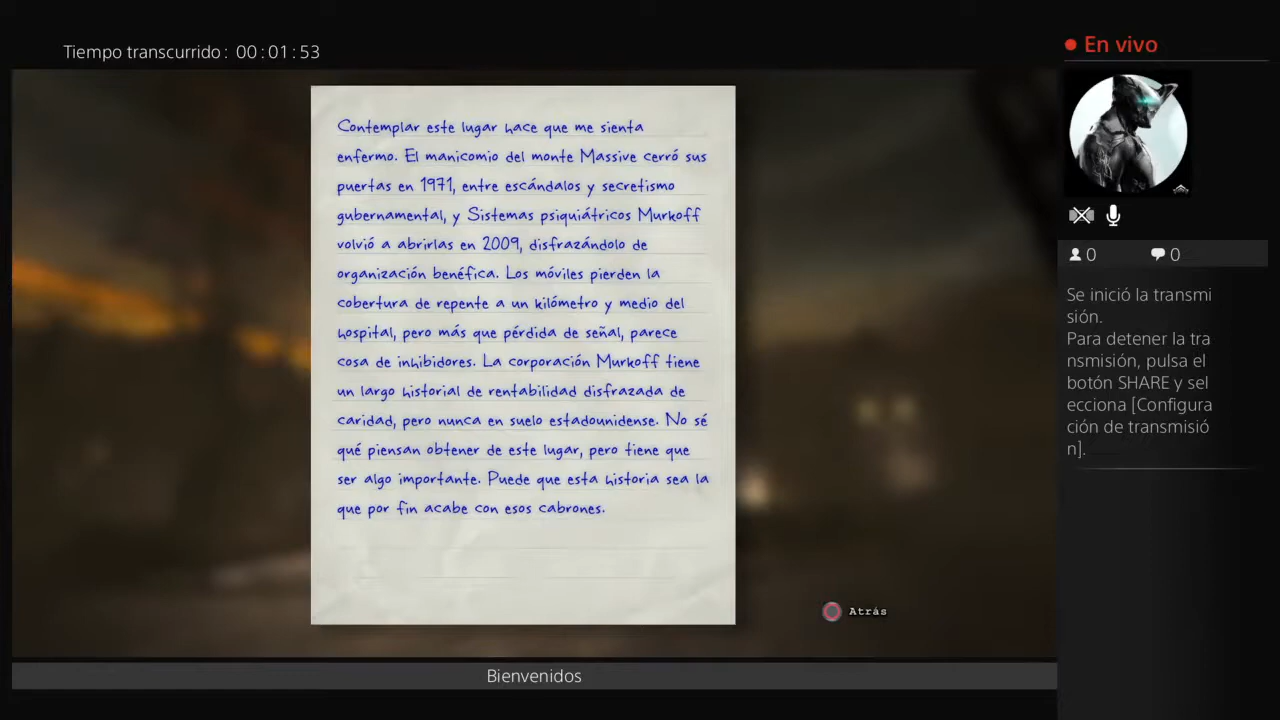 Tiempo transcurrido: 00:01:53
En vivo
Contemplar este lugar hace que me sienta
enfermo. El manicomio del monte Massive cerró sus
puertas en 1971, entre escándalos y secretismo
gubernamental, y Sistemas psiquiátricos Murkoff
volvió a abrirlas en 2009, disfrazándolo de
organización benéfica. Los móviles pierden la
cobertura de repente a un kilómetro y medio del
hospital, pero más que pérdida de señal, parece
cosa de inhibidores. La corporación Murkoff tiene
un largo historial de rentabilidad disfrazada de
caridad, pero nunca en suelo estadounidense. No sé
qué piensan obtener de este lugar, pero tiene que
ser algo importante. Puede que esta historia sea la
que por fin acabe con esos cabrones.
Atrás
Bienvenidos
0 0
Se inició la transmi
sión.
Para detener la tra
nsmisión, pulsa el
botón SHARE y sel
ecciona [Configura
ción de transmisió
n].